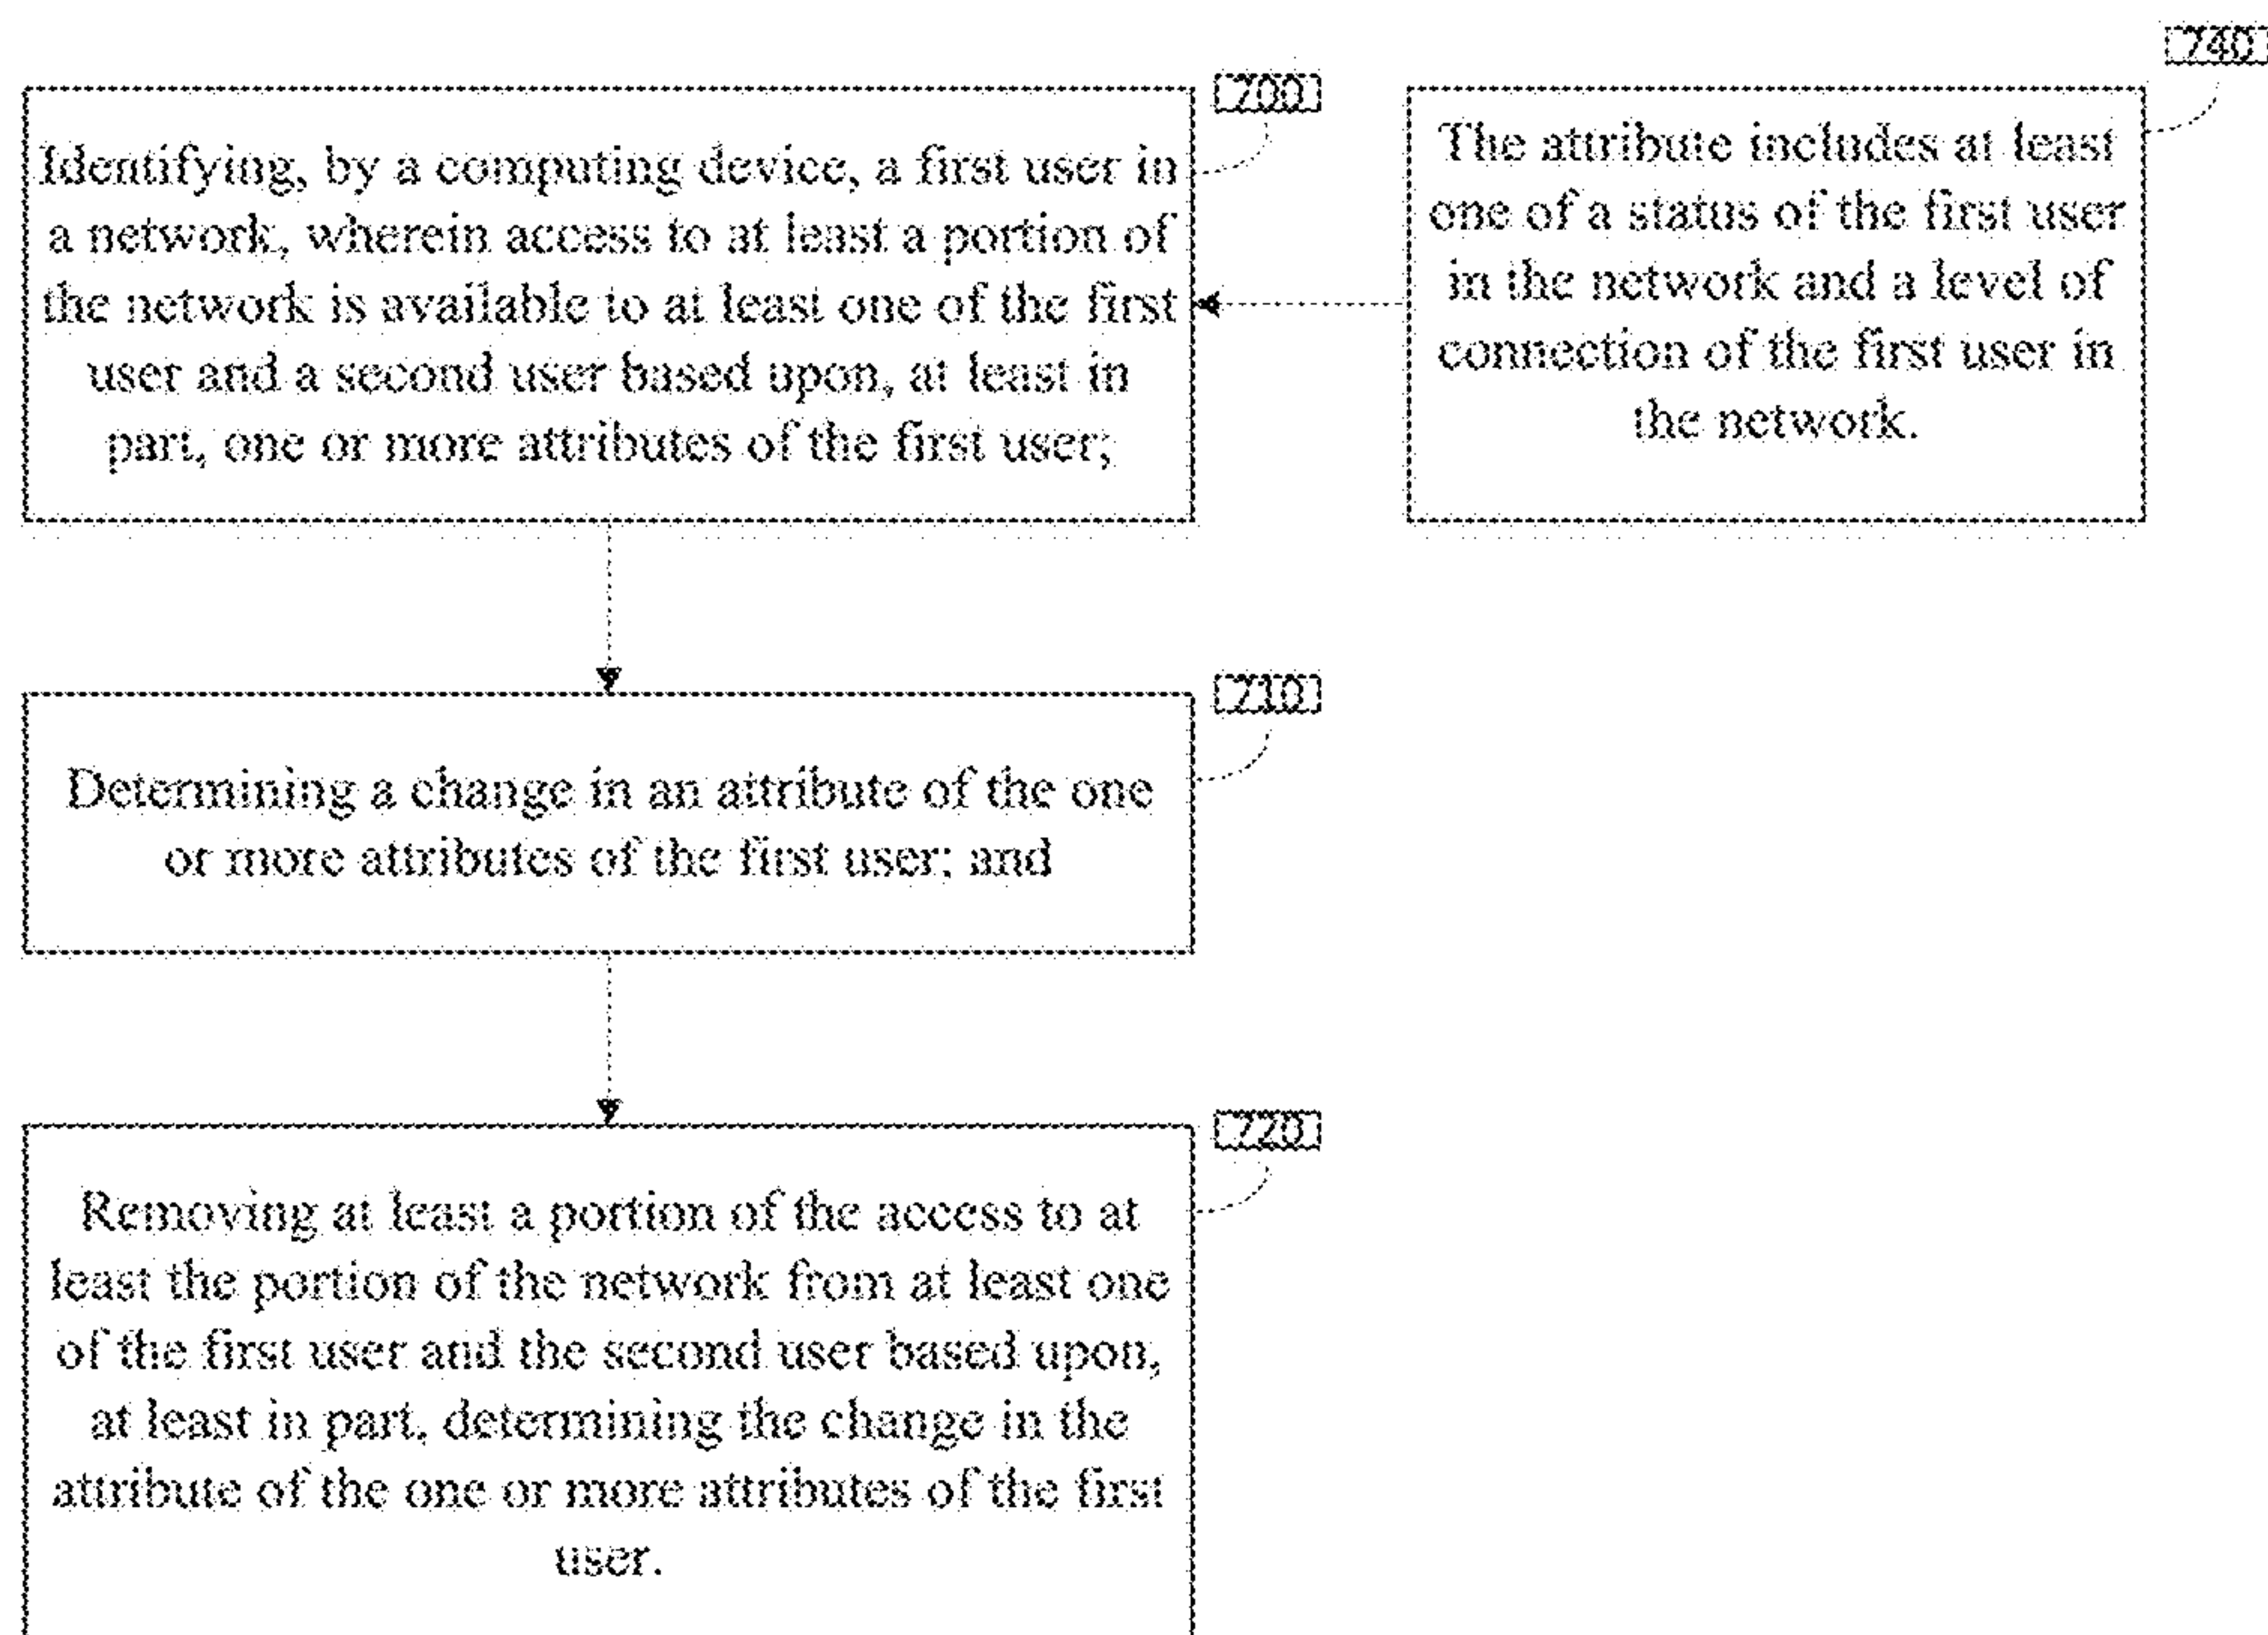 700
Identifying, by a computing device, a first user in
a network, wherein access to at least a portion of
the network is available to at least one of the first
user and a second user based upon, at least in
part, one or more attributes of the first user;
740
The attribute includes at least
one of a status of the first user
in the network and a level of
connection of the first user in
the network.
710
Determining a change in an attribute of the one
or more attributes of the first user; and
720
Removing at least a portion of the access to at
least the portion of the network from at least one
of the first user and the second user based upon,
at least in part, determining the change in the
attribute of the one or more attributes of the first
user.